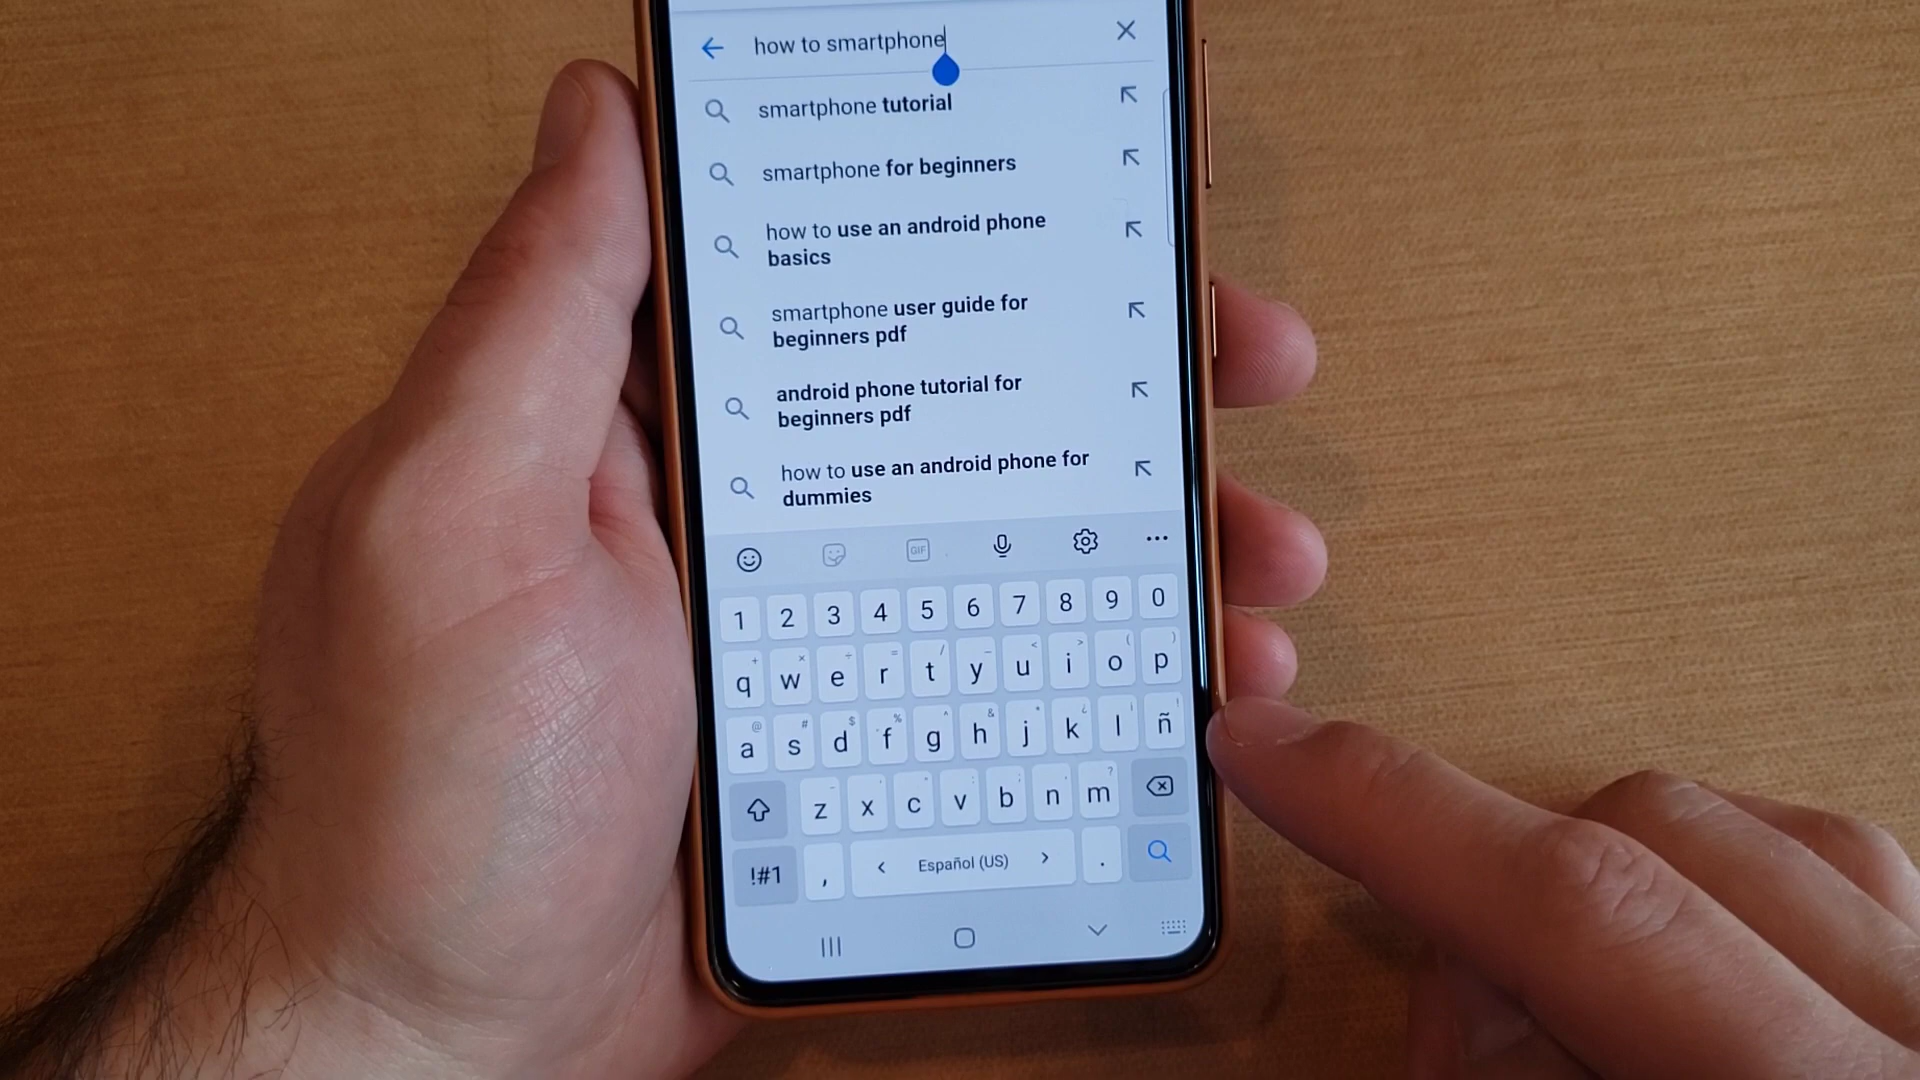 how to smartphone
smartphone tutorial
smartphone for beginners
how to use an android phone
basics
smartphone user guide for
beginners pdf
android phone tutorial for
beginners pdf
how to use an android phone for
dummies
GIF
1 2 3 4 5 6 7 8 9 0
+ × ÷ = / _ < > ( )
q w e r t y u i o p
@ # $ % ^ & * ¿ ¡ !
a s d f g h j k l ñ
- ' " : ; ' ?
z x c v b n m
!#1 , < Español (US) > .